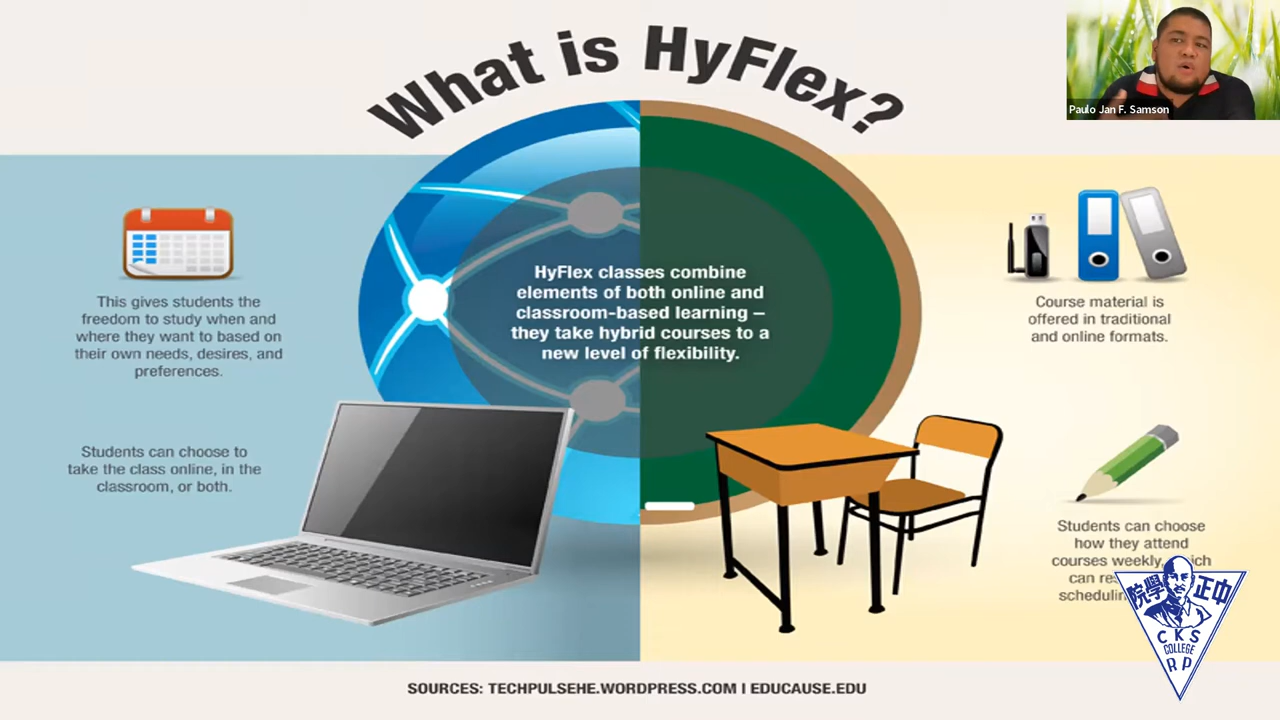 What is HyFlex?
Paulo Jan F. Samson
This gives students the
freedom to study when and
where they want to based on
their own needs, desires, and
preferences.
Students can choose to
take the class online, in the
classroom, or both.
HyFlex classes combine
elements of both online and
classroom-based learning –
they take hybrid courses to a
new level of flexibility.
Course material is
offered in traditional
and online formats.
Students can choose
how they attend
courses weekly,
can
院學 正中
CKS
COLLEGE
RP
SOURCES: TECHPULSEHE.WORDPRESS.COM I EDUCAUSE.EDU